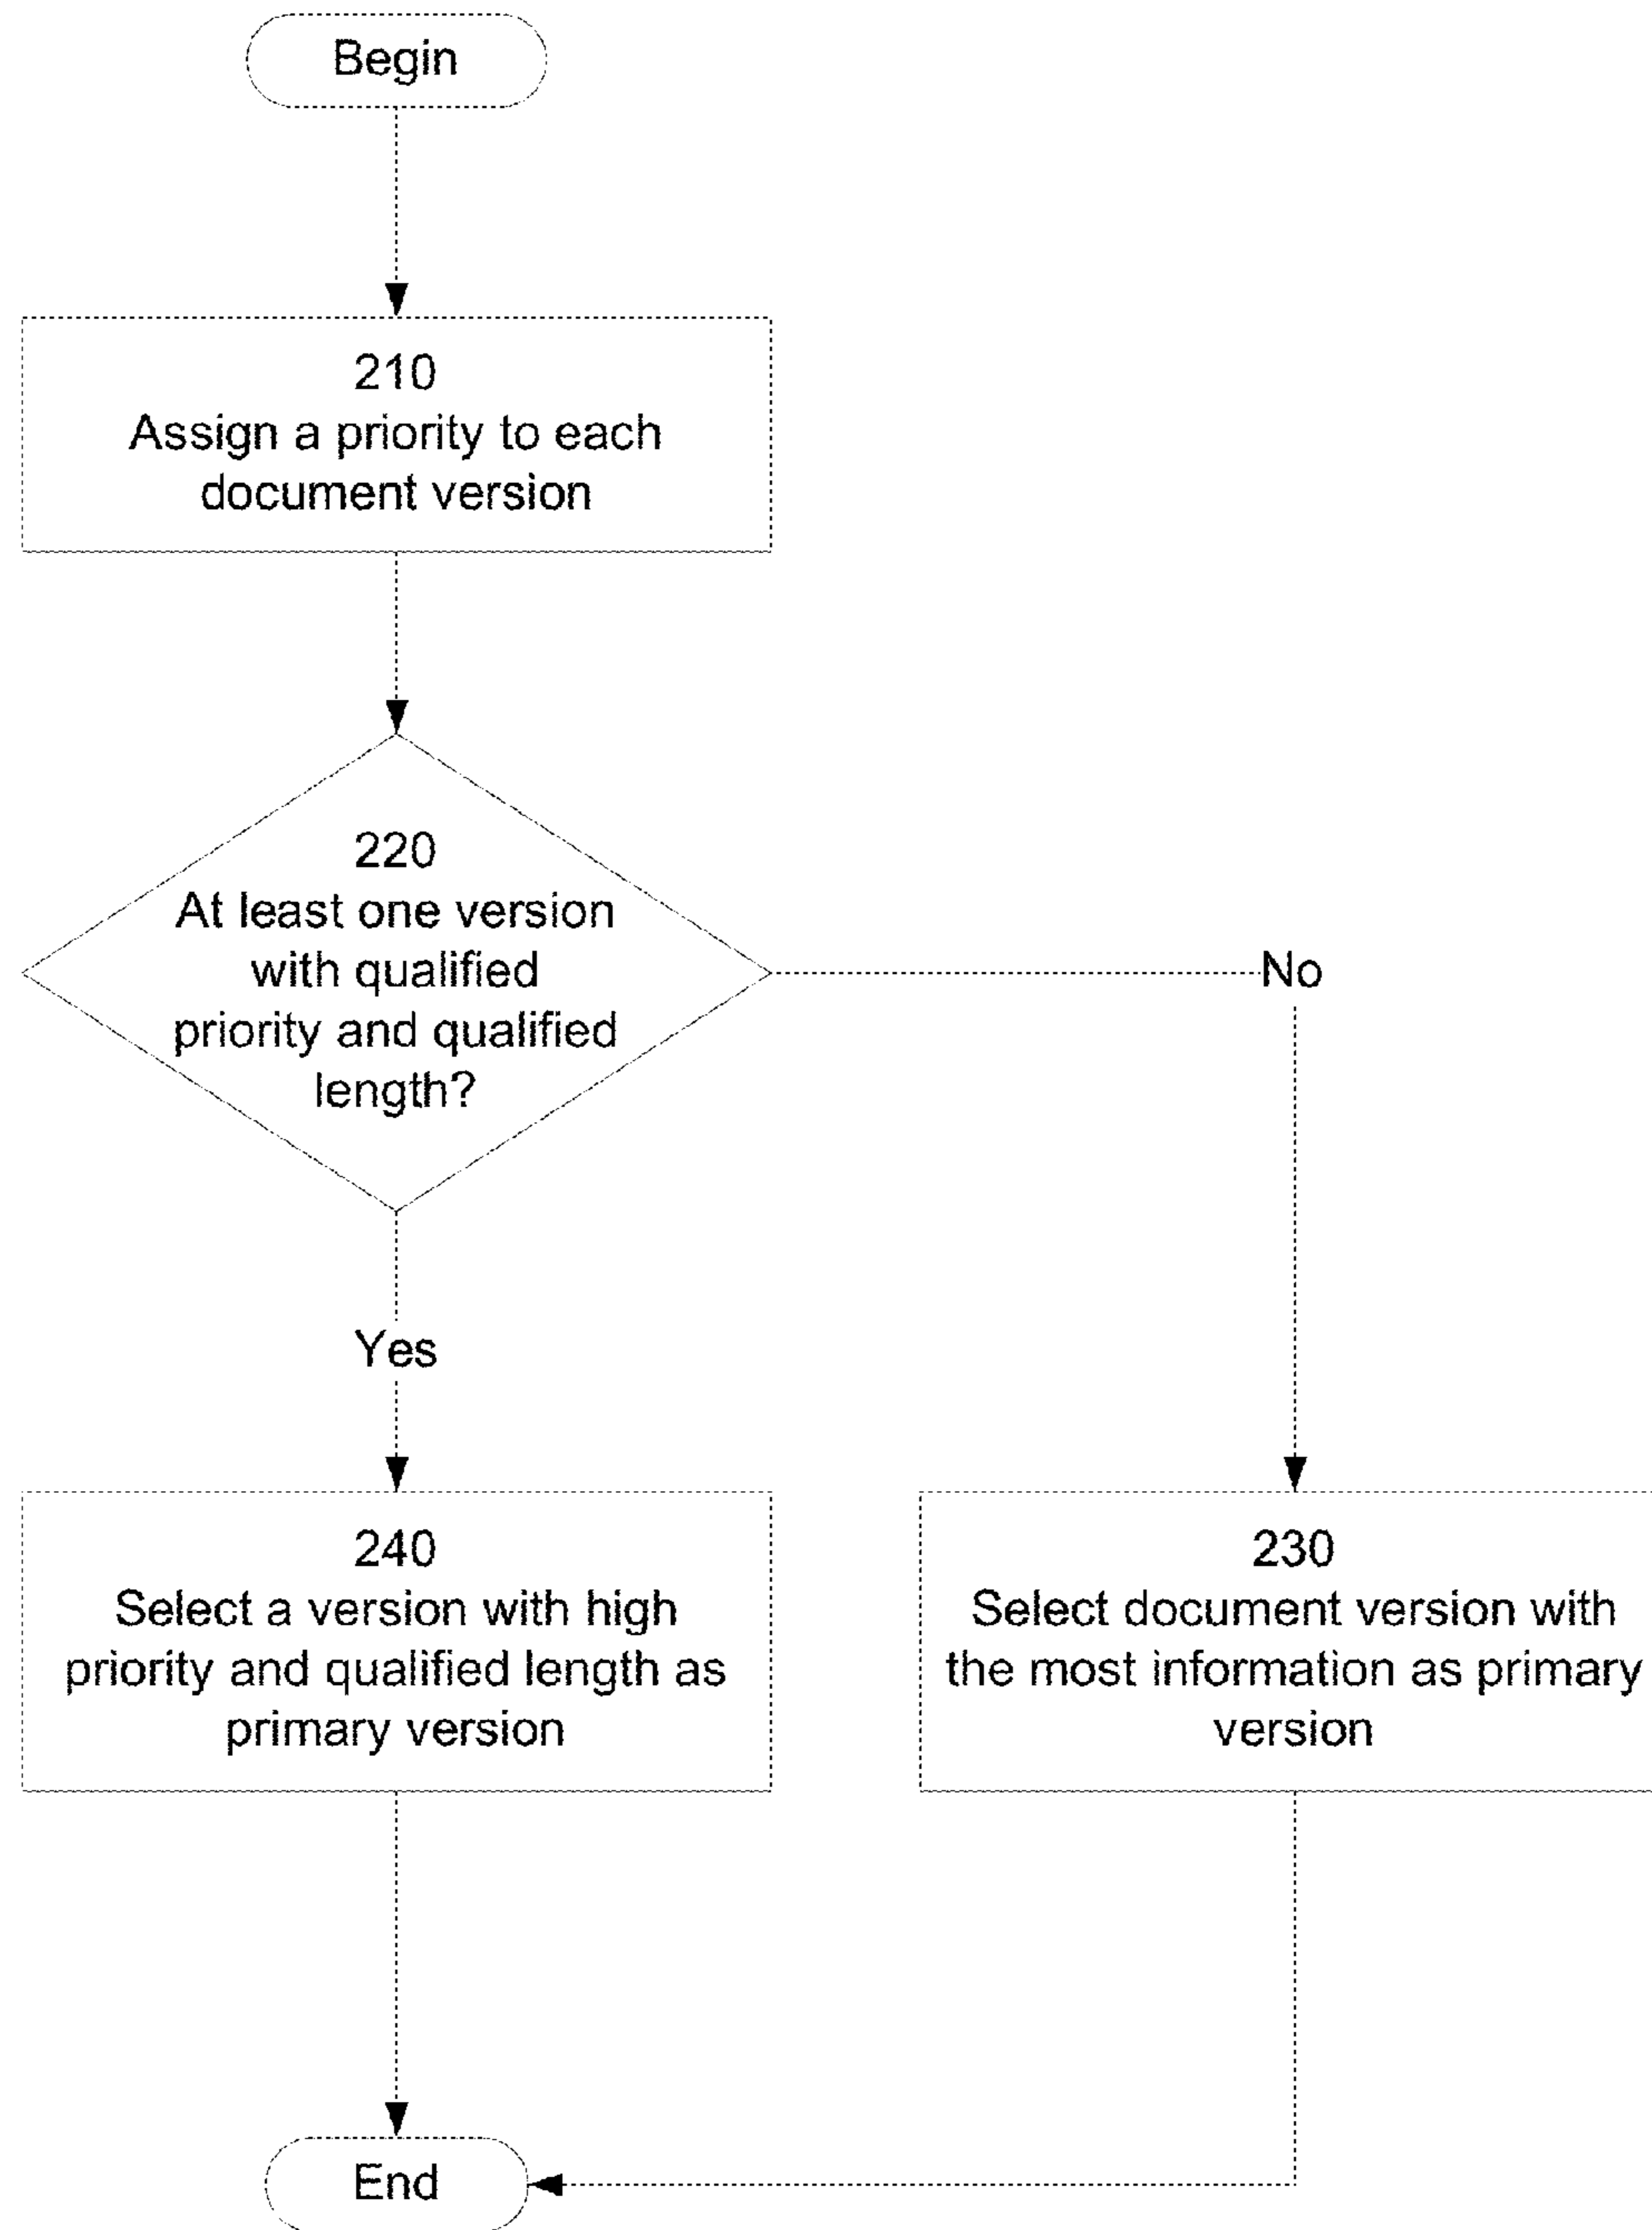 Begin
210
Assign a priority to each
document version
220
At least one version
with qualified
priority and qualified
length?
No
Yes
240
Select a version with high
priority and qualified length as
primary version
230
Select document version with
the most information as primary
version
End